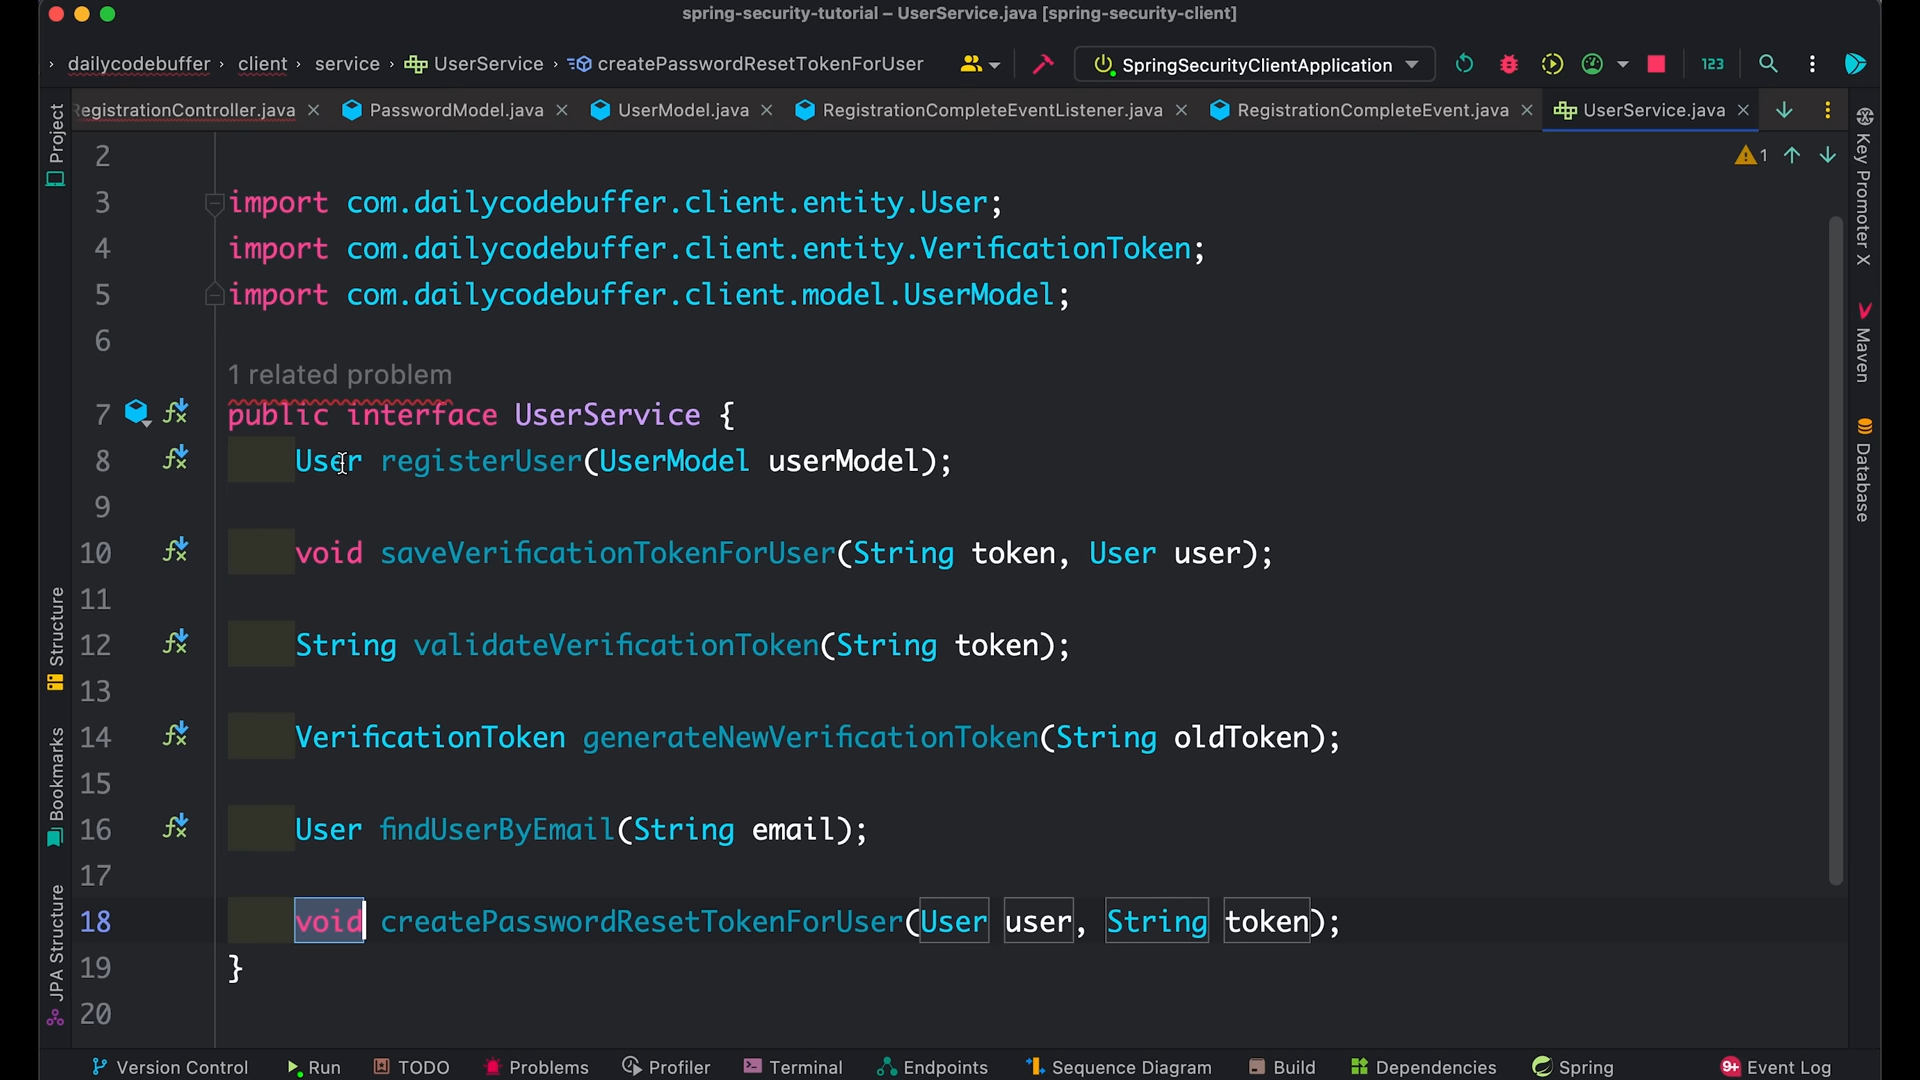 spring-security-tutorial – UserService.java [spring-security-client]
dailycodebuffer › client › service › UserService › createPasswordResetTokenForUser
SpringSecurityClientApplication
123
RegistrationController.java
PasswordModel.java
UserModel.java
RegistrationCompleteEventListener.java
RegistrationCompleteEvent.java
UserService.java
Project
Structure
Bookmarks
JPA Structure
1
2
3 import com.dailycodebuffer.client.entity.User;
4 import com.dailycodebuffer.client.entity.VerificationToken;
5 import com.dailycodebuffer.client.model.UserModel;
6
1 related problem
7 public interface UserService {
8 User registerUser(UserModel userModel);
9
10 void saveVerificationTokenForUser(String token, User user);
11
12 String validateVerificationToken(String token);
13
14 VerificationToken generateNewVerificationToken(String oldToken);
15
16 User findUserByEmail(String email);
17
18 void createPasswordResetTokenForUser(User user, String token);
19 }
20
Key Promoter X
Maven
Database
Version Control
Run
TODO
Problems
Profiler
Terminal
Endpoints
Sequence Diagram
Build
Dependencies
Spring
9+ Event Log